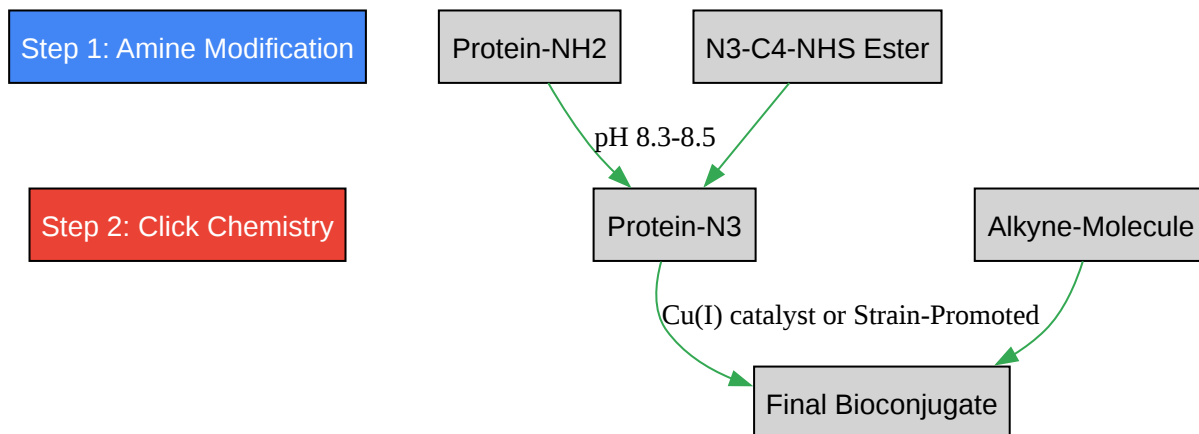 Step 1: Amine Modification
Protein-NH2
N3-C4-NHS Ester
pH 8.3-8.5
Step 2: Click Chemistry
Protein-N3
Alkyne-Molecule
Cu(I) catalyst or Strain-Promoted
Final Bioconjugate